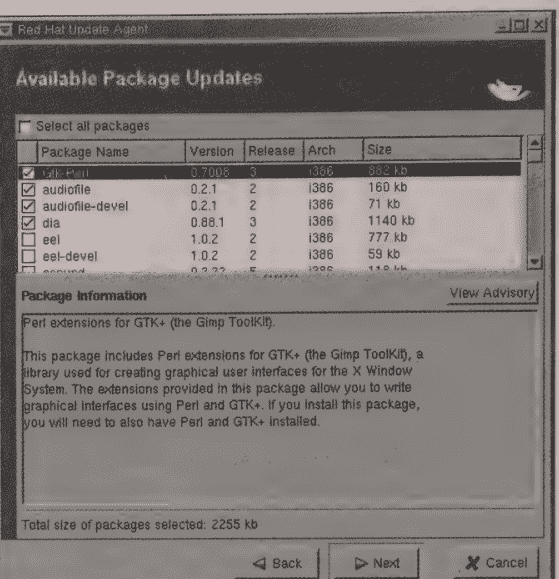 Red Hat Update Agent
Available Package Updates
Select all packages
Package Name Version Release Arch Size
Gtk-Perl 0.7008 3 i386 882 kb
audiofile 0.2.1 2 i386 160 kb
audiofile-devel 0.2.1 2 i386 71 kb
dia 0.88.1 3 i386 1140 kb
eel 1.0.2 2 i386 777 kb
eel-devel 1.0.2 2 i386 59 kb
Package Information View Advisory
Perl extensions for GTK+ (the Gimp ToolKit).
This package includes Perl extensions for GTK+ (the Gimp ToolKit), a
library used for creating graphical user interfaces for the X Window
System. The extensions provided in this package allow you to write
graphical interfaces using Perl and GTK+. If you install this package,
you will need to also have Perl and GTK+ installed.
Total size of packages selected: 2255 kb
Back Next Cancel